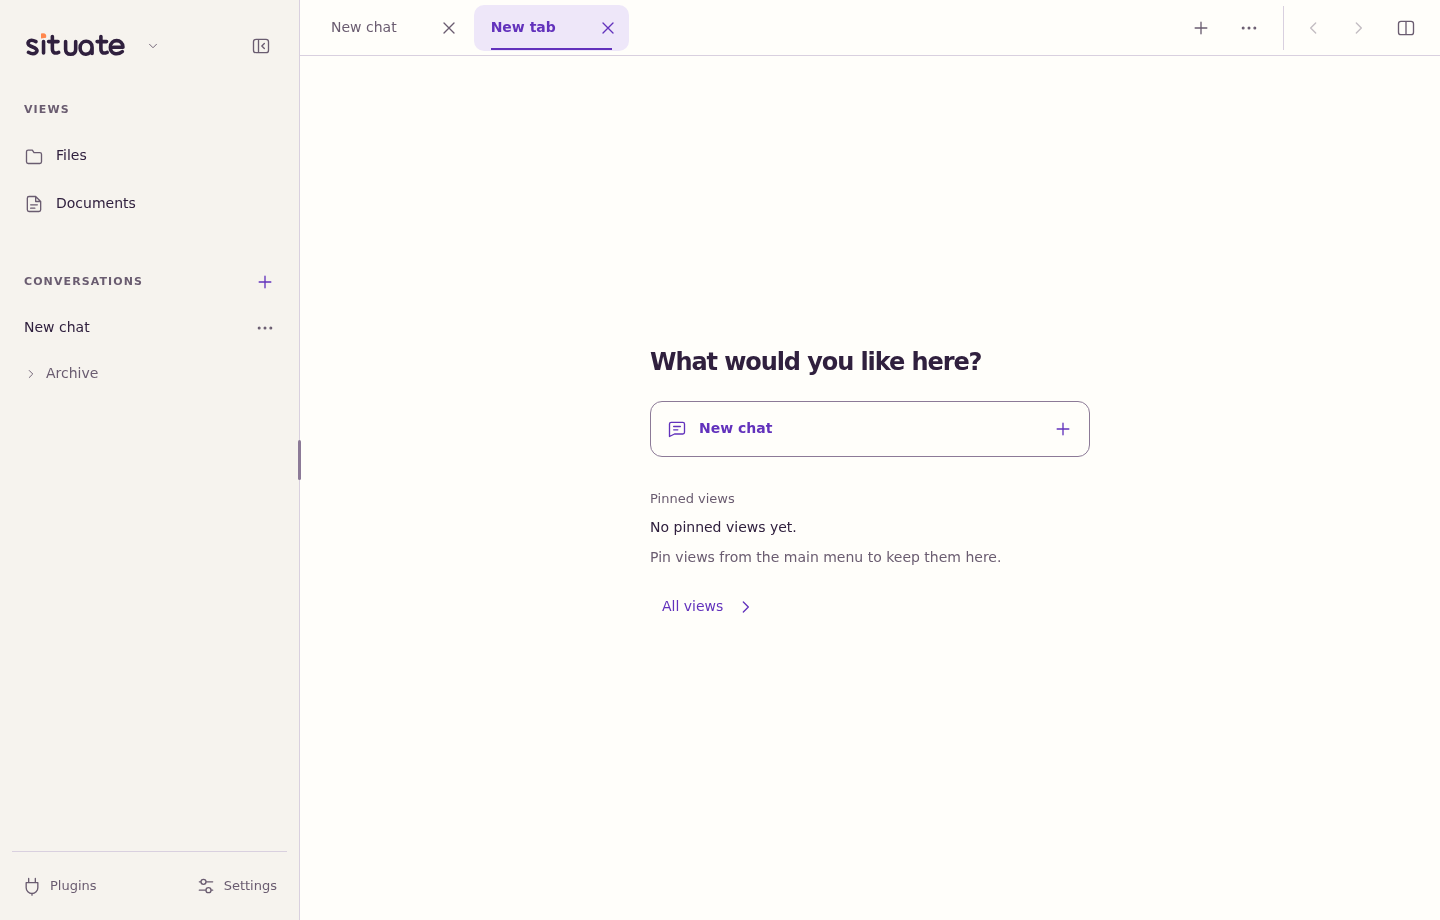 situate
VIEWS
Files
Documents
CONVERSATIONS
New chat
Archive
Plugins
Settings
New chat
New tab
What would you like here?
New chat
Pinned views
No pinned views yet.
Pin views from the main menu to keep them here.
All views